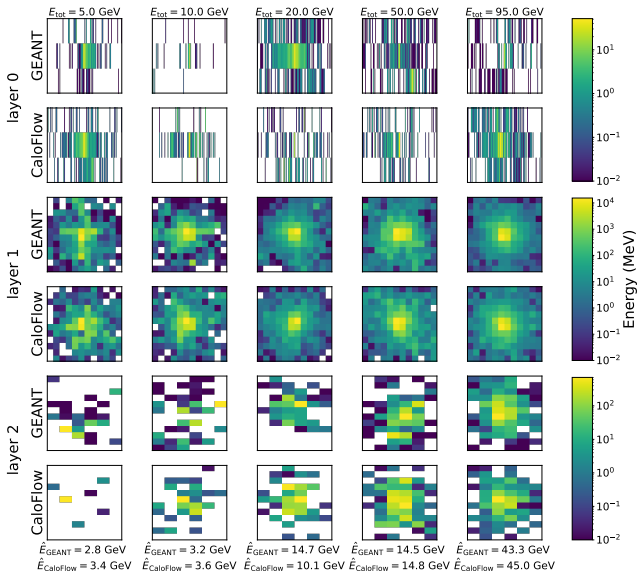 E_tot = 5.0 GeV E_tot = 10.0 GeV E_tot = 20.0 GeV E_tot = 50.0 GeV E_tot = 95.0 GeV
layer 0
GEANT
CaloFlow
10^1
10^0
10^−1
10^−2
layer 1
GEANT
CaloFlow
10^4
10^3
10^2
10^1
10^0
10^−1
10^−2
Energy (MeV)
layer 2
GEANT
CaloFlow
10^2
10^1
10^0
10^−1
10^−2
Ê_GEANT = 2.8 GeV Ê_GEANT = 3.2 GeV Ê_GEANT = 14.7 GeV Ê_GEANT = 14.5 GeV Ê_GEANT = 43.3 GeV
Ê_CaloFlow = 3.4 GeV Ê_CaloFlow = 3.6 GeV Ê_CaloFlow = 10.1 GeV Ê_CaloFlow = 14.8 GeV Ê_CaloFlow = 45.0 GeV